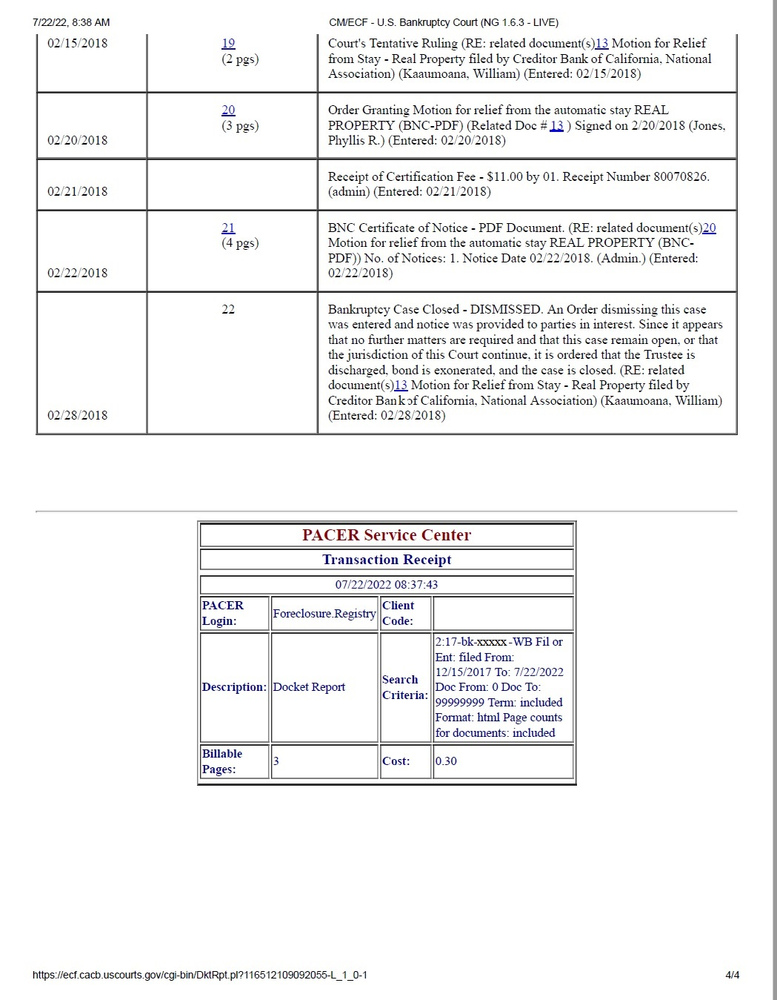 7/22/22, 8:38 AM
CM/ECF - U.S. Bankruptcy Court (NG 1.6.3 - LIVE)
02/15/2018
19
(2 pgs)
Court's Tentative Ruling (RE: related document(s)13 Motion for Relief
from Stay - Real Property filed by Creditor Bank of California, National
Association) (Kaaumoana, William) (Entered: 02/15/2018)
02/20/2018
20
(3 pgs)
Order Granting Motion for relief from the automatic stay REAL
PROPERTY (BNC-PDF) (Related Doc # 13 ) Signed on 2/20/2018 (Jones,
Phyllis R.) (Entered: 02/20/2018)
02/21/2018
Receipt of Certification Fee - $11.00 by 01. Receipt Number 80070826.
(admin) (Entered: 02/21/2018)
02/22/2018
21
(4 pgs)
BNC Certificate of Notice - PDF Document. (RE: related document(s)20
Motion for relief from the automatic stay REAL PROPERTY (BNC-
PDF)) No. of Notices: 1. Notice Date 02/22/2018. (Admin.) (Entered:
02/22/2018)
02/28/2018
22
Bankruptcy Case Closed - DISMISSED. An Order dismissing this case
was entered and notice was provided to parties in interest. Since it appears
that no further matters are required and that this case remain open, or that
the jurisdiction of this Court continue, it is ordered that the Trustee is
discharged, bond is exonerated, and the case is closed. (RE: related
document(s)13 Motion for Relief from Stay - Real Property filed by
Creditor Bank of California, National Association) (Kaaumoana, William)
(Entered: 02/28/2018)
PACER Service Center
Transaction Receipt
07/22/2022 08:37:43
PACER
Login:
Foreclosure.Registry
Client
Code:
Description:
Docket Report
Search
Criteria:
2:17-bk-xxxxx-WB Fil or
Ent: filed From:
12/15/2017 To: 7/22/2022
Doc From: 0 Doc To:
99999999 Term: included
Format: html Page counts
for documents: included
Billable
Pages:
3
Cost:
0.30
https://ecf.cacb.uscourts.gov/cgi-bin/DktRpt.pl?116512109092055-L_1_0-1
4/4